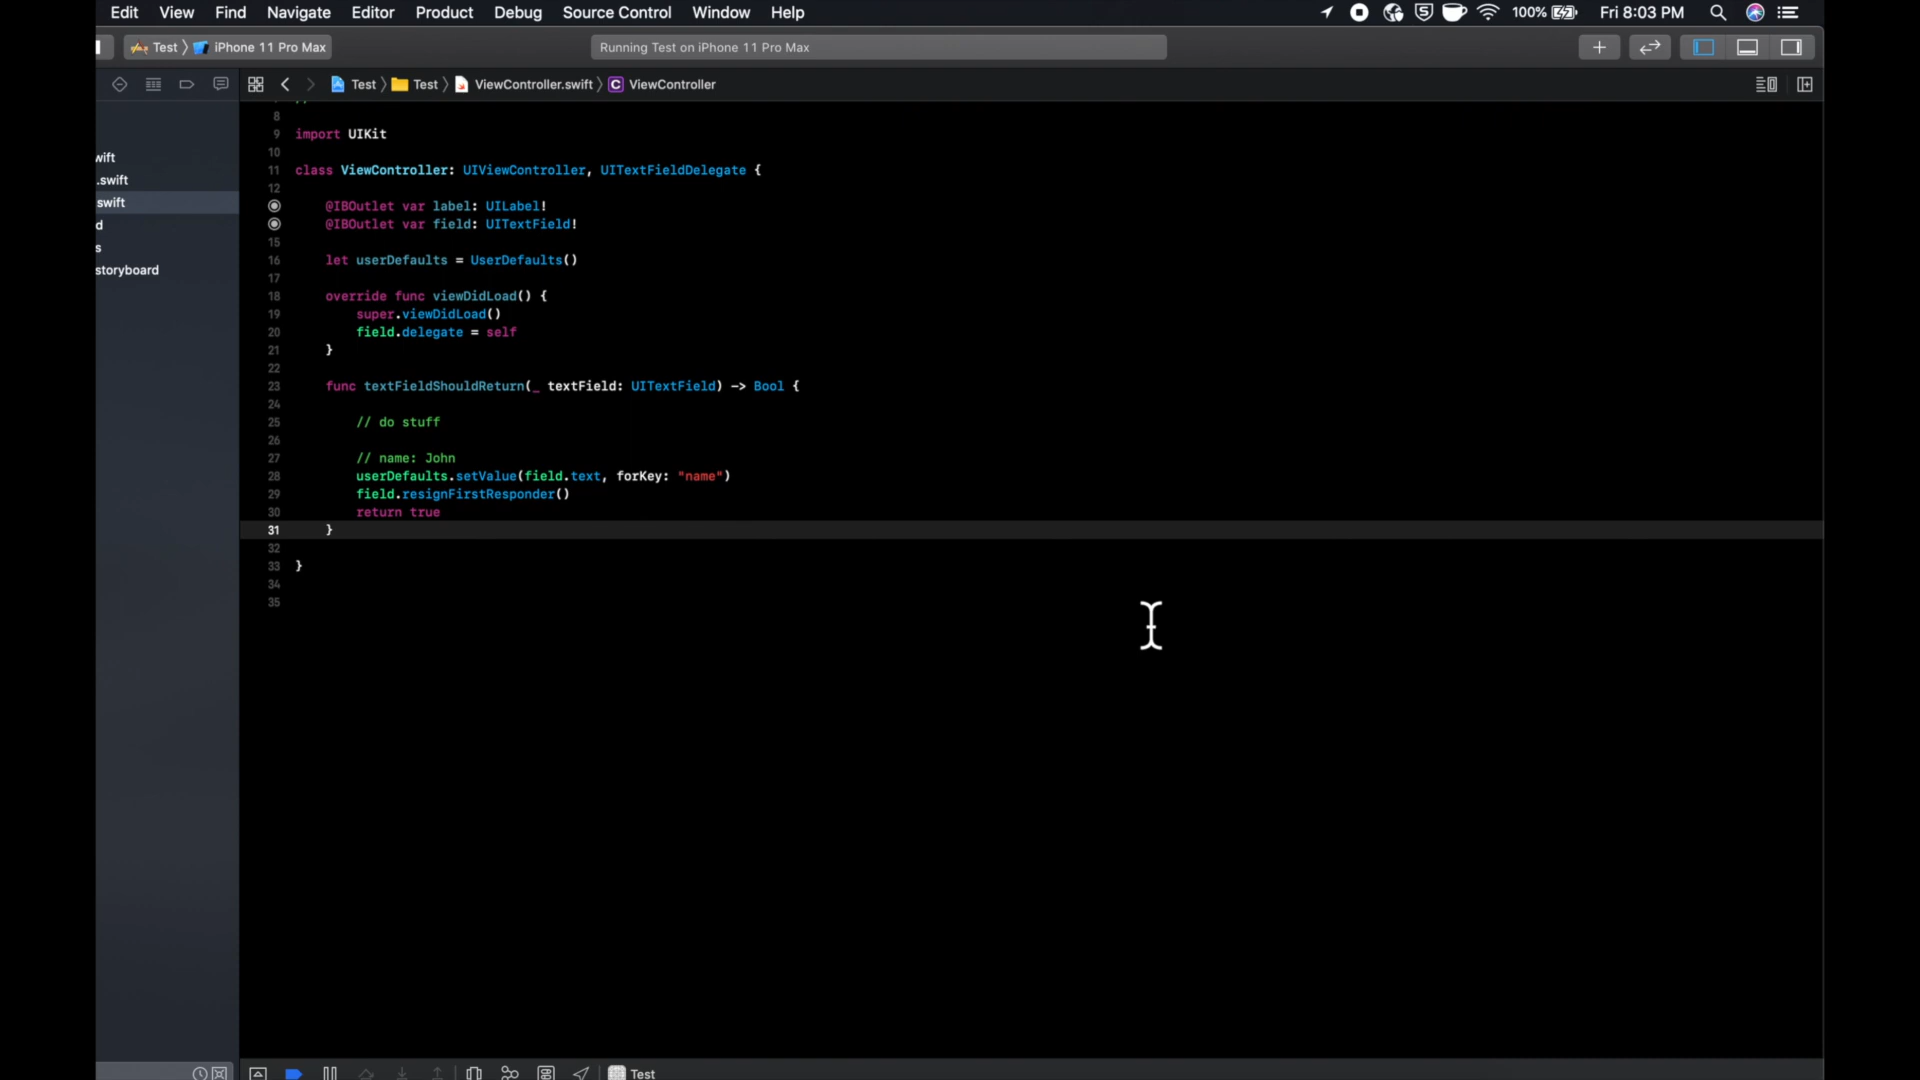 Edit View Find Navigate Editor Product Debug Source Control Window Help 100% Fri 8:03 PM
Test iPhone 11 Pro Max Running Test on iPhone 11 Pro Max
Test Test ViewController.swift C ViewController
8
9 import UIKit
10
11 class ViewController: UIViewController, UITextFieldDelegate {
12
@IBOutlet var label: UILabel!
@IBOutlet var field: UITextField!
15
16 let userDefaults = UserDefaults()
17
18 override func viewDidLoad() {
19 super.viewDidLoad()
20 field.delegate = self
21 }
22
23 func textFieldShouldReturn(_ textField: UITextField) -> Bool {
24
25 // do stuff
26
27 // name: John
28 userDefaults.setValue(field.text, forKey: "name")
29 field.resignFirstResponder()
30 return true
31 }
32
33 }
34
35
wift
.swift
swift
d
s
storyboard
Test